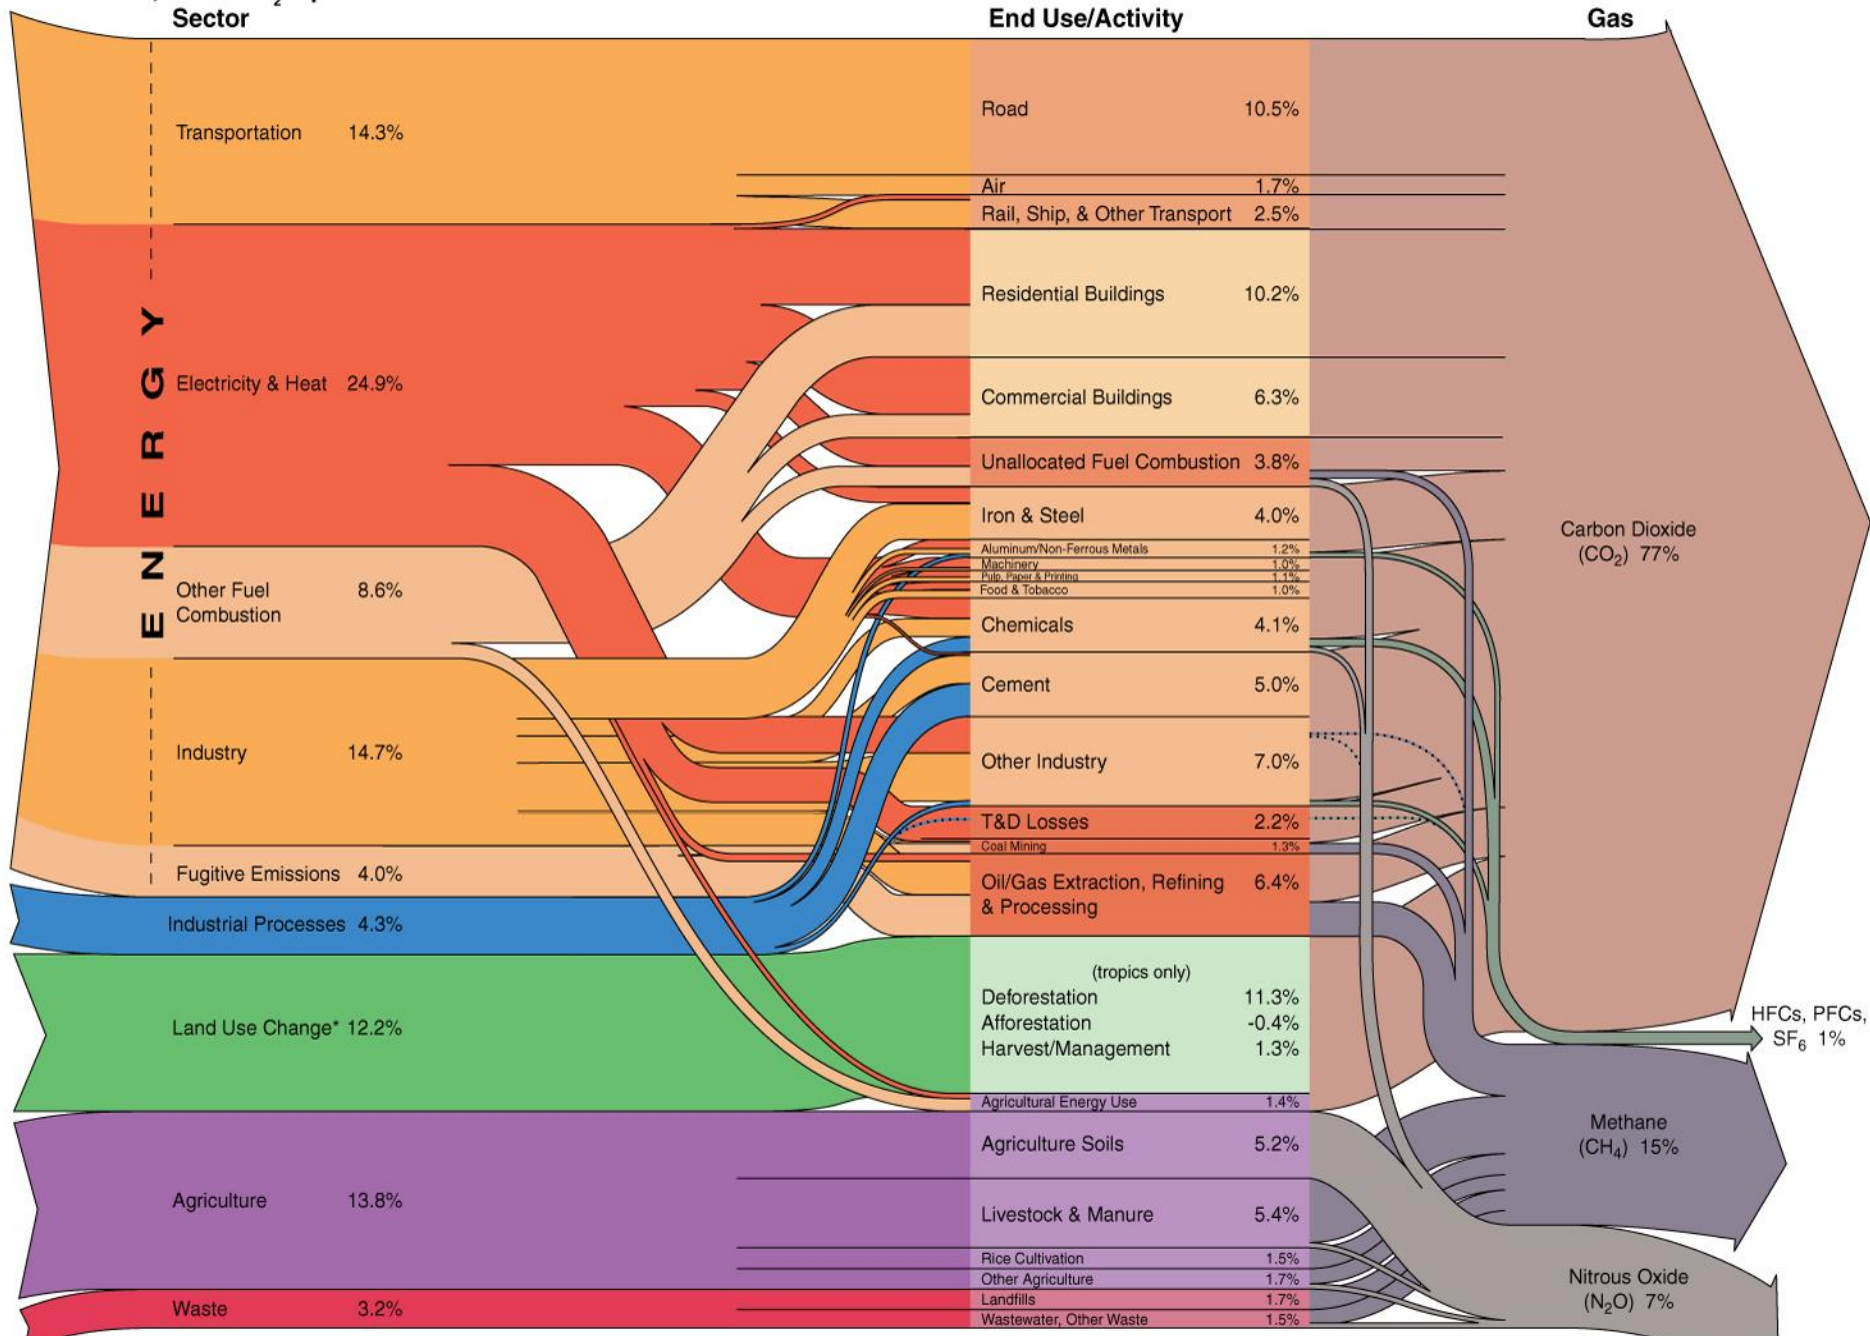 Sector
End Use/Activity
Gas
ENERGY
Transportation 14.3%
Electricity & Heat 24.9%
Other Fuel
Combustion 8.6%
Industry 14.7%
Fugitive Emissions 4.0%
Industrial Processes 4.3%
Land Use Change* 12.2%
Agriculture 13.8%
Waste 3.2%
Road 10.5%
Air 1.7%
Rail, Ship, & Other Transport 2.5%
Residential Buildings 10.2%
Commercial Buildings 6.3%
Unallocated Fuel Combustion 3.8%
Iron & Steel 4.0%
Aluminum/Non-Ferrous Metals 1.2%
Machinery 1.0%
Pulp, Paper & Printing 1.1%
Food & Tobacco 1.0%
Chemicals 4.1%
Cement 5.0%
Other Industry 7.0%
T&D Losses 2.2%
Coal Mining 1.3%
Oil/Gas Extraction, Refining 6.4%
& Processing
(tropics only)
Deforestation 11.3%
Afforestation -0.4%
Harvest/Management 1.3%
Agricultural Energy Use 1.4%
Agriculture Soils 5.2%
Livestock & Manure 5.4%
Rice Cultivation 1.5%
Other Agriculture 1.7%
Landfills 1.7%
Wastewater, Other Waste 1.5%
Carbon Dioxide
(CO₂) 77%
HFCs, PFCs,
SF₆ 1%
Methane
(CH₄) 15%
Nitrous Oxide
(N₂O) 7%